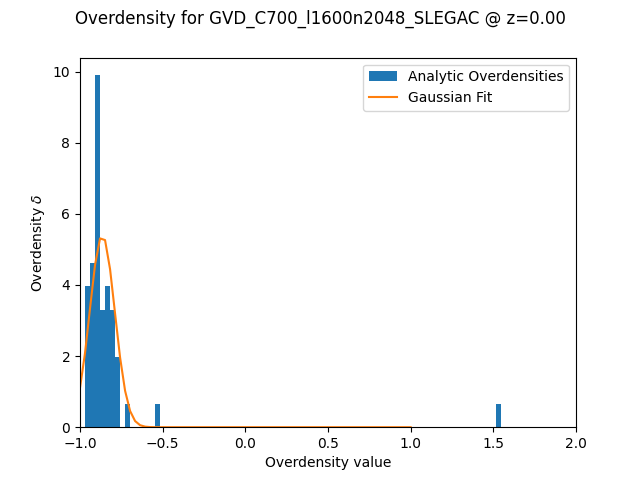 Overdensity for GVD_C700_l1600n2048_SLEGAC @ z=0.00
Analytic Overdensities
Gaussian Fit
10
8
6
4
2
0
Overdensity δ
−1.0 −0.5 0.0 0.5 1.0 1.5 2.0
Overdensity value